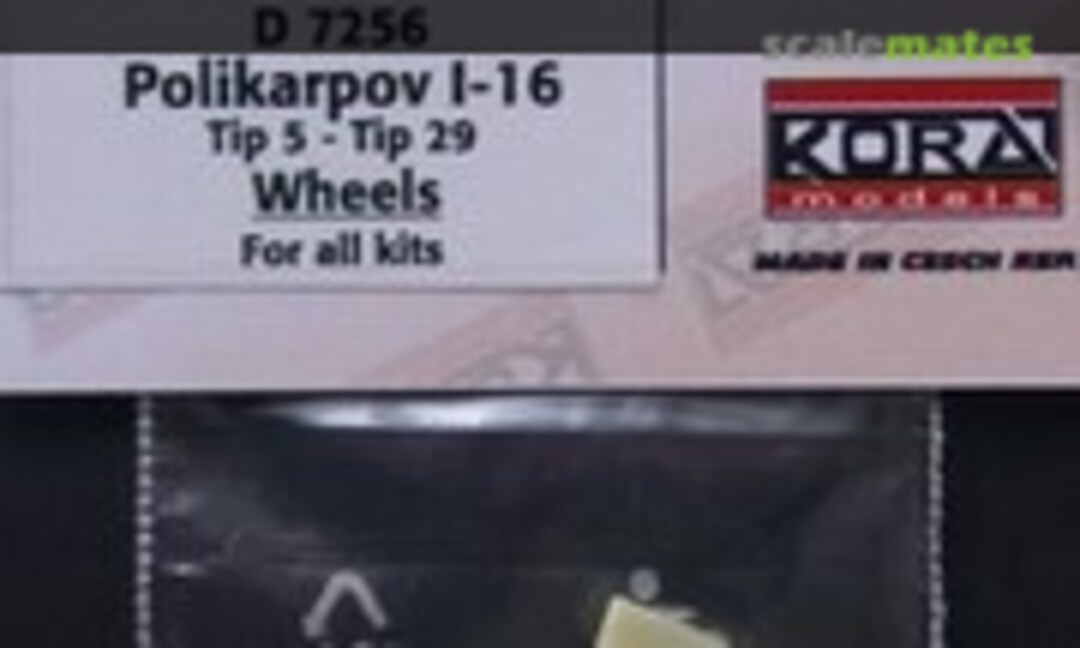 D 7256
Polikarpov I-16
Tip 5 - Tip 29
Wheels
For all kits
scalemates
KORA
models
MADE IN CZECH REP.